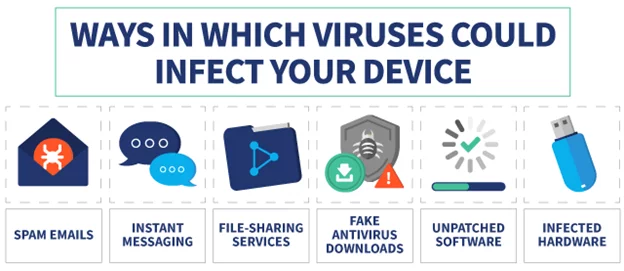 WAYS IN WHICH VIRUSES COULD
INFECT YOUR DEVICE
SPAM EMAILS
INSTANT
MESSAGING
FILE-SHARING
SERVICES
FAKE
ANTIVIRUS
DOWNLOADS
UNPATCHED
SOFTWARE
INFECTED
HARDWARE